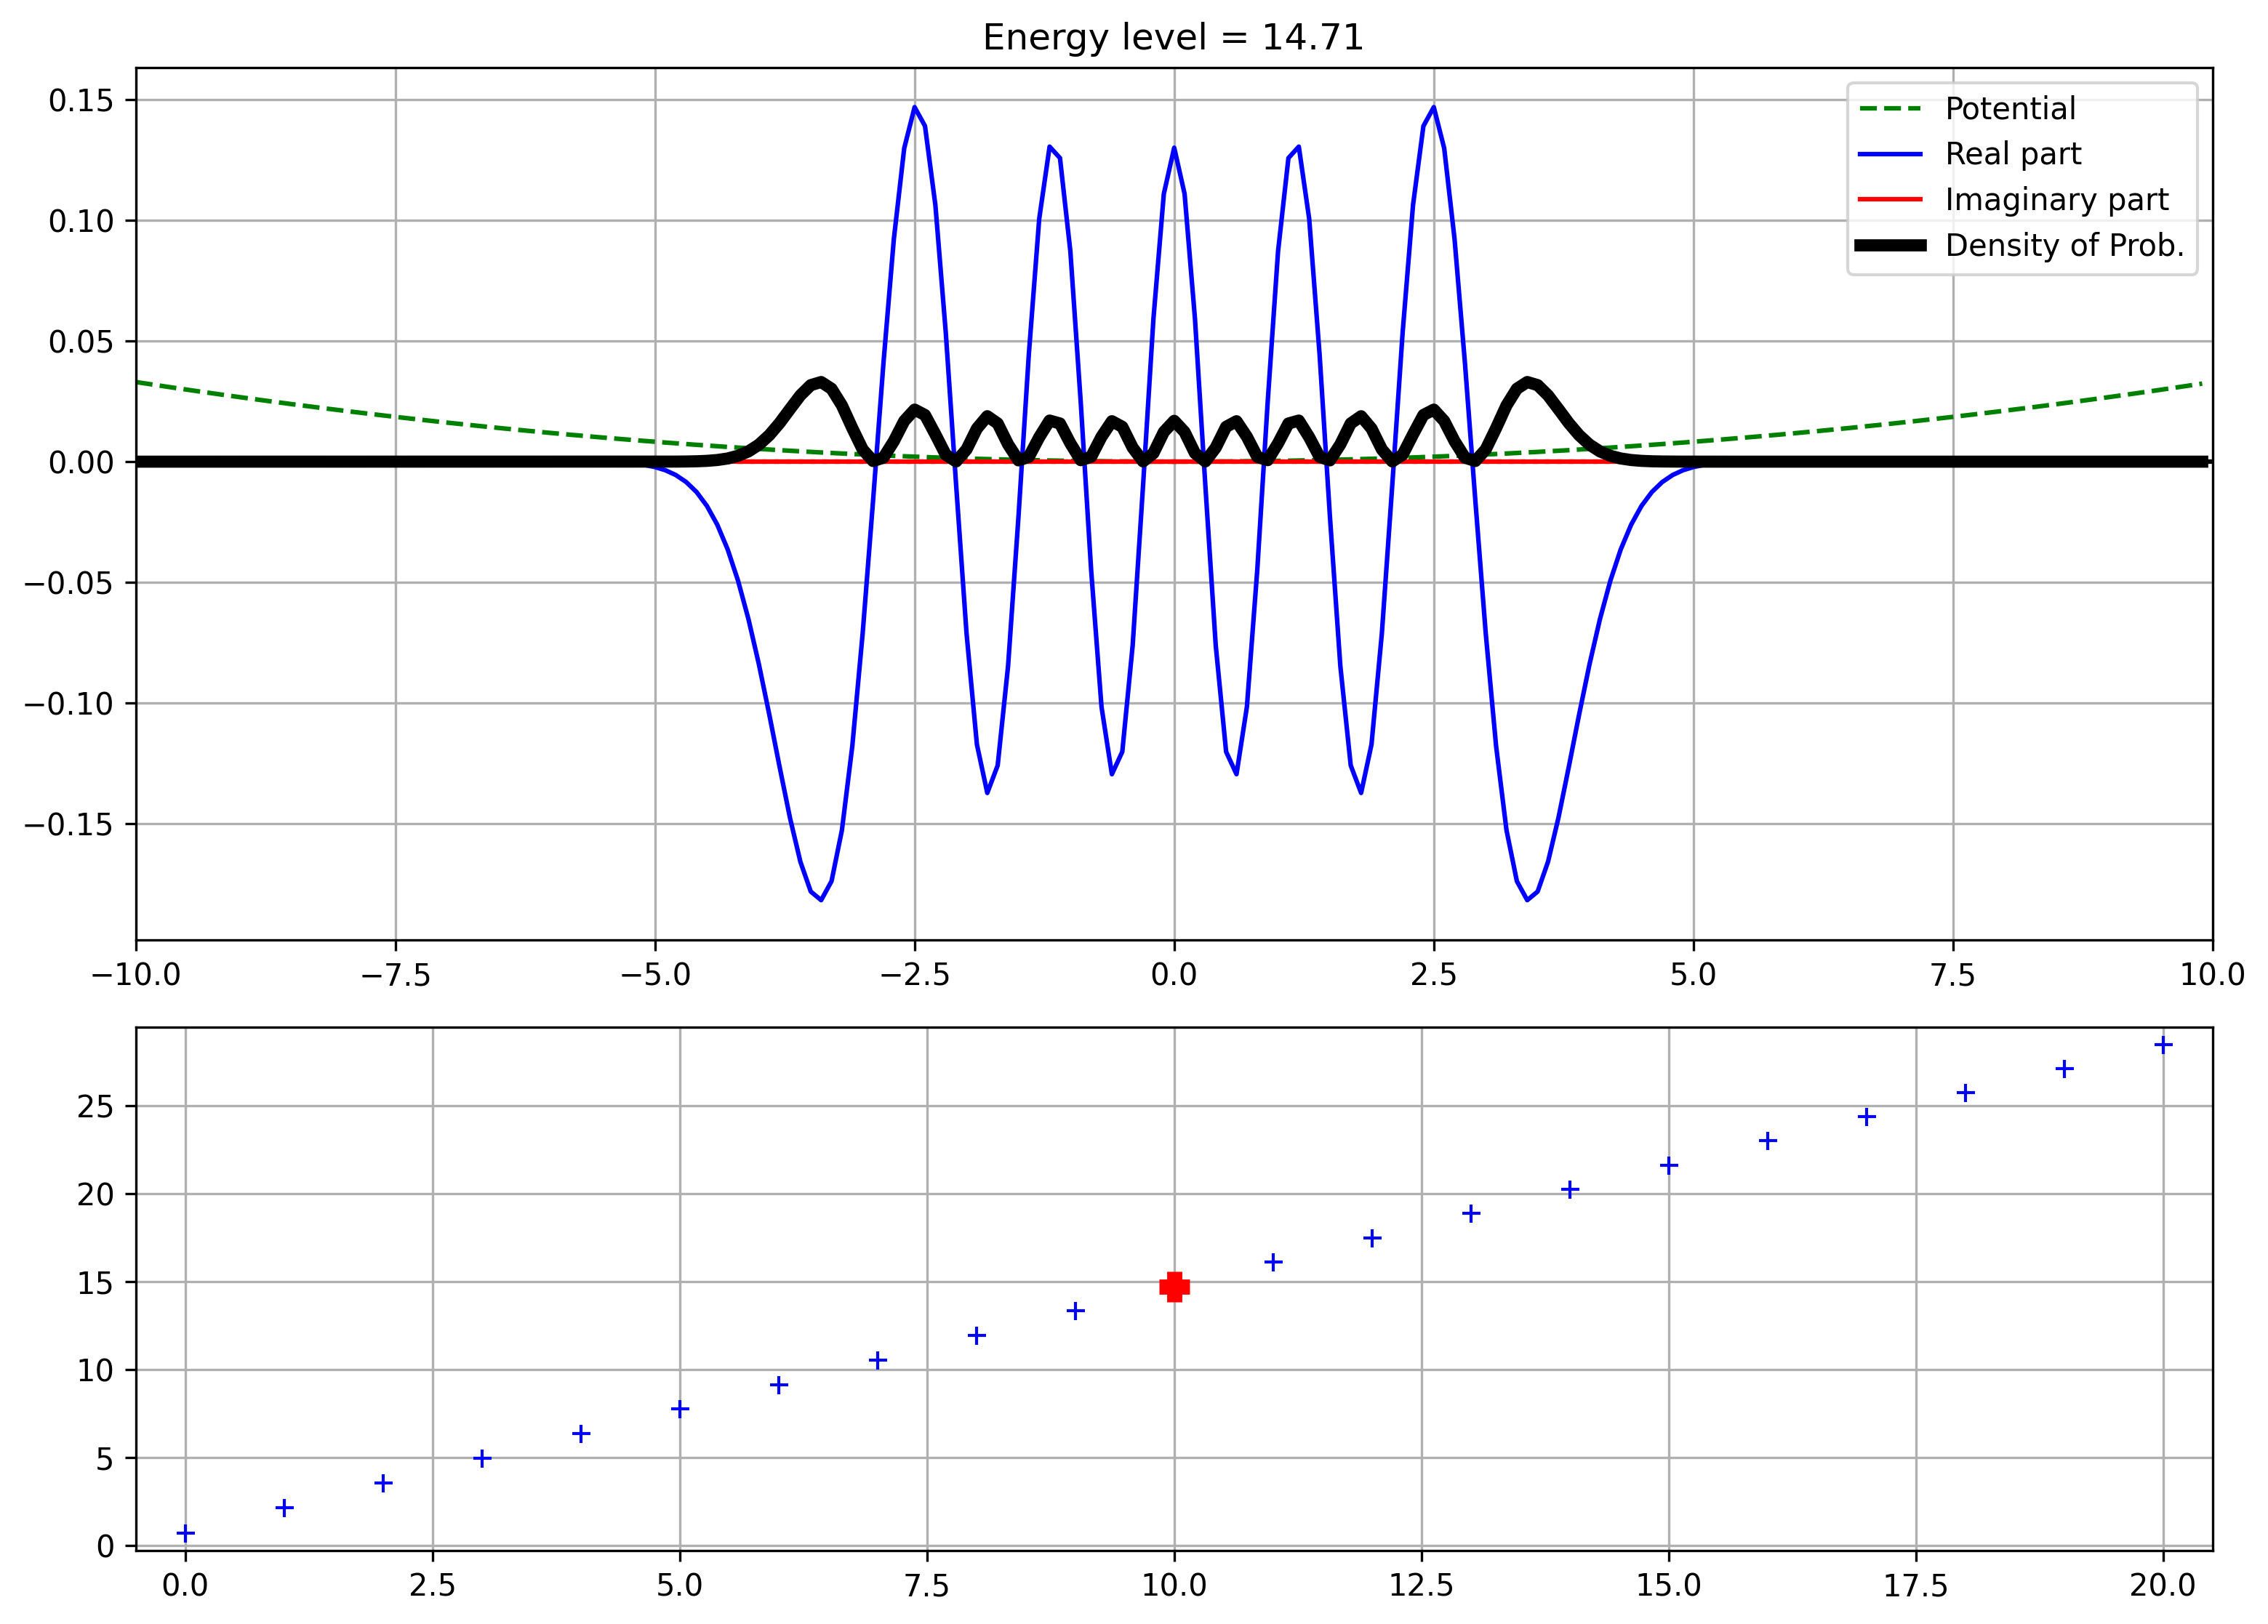 Energy level = 14.71
Potential
Real part
Imaginary part
Density of Prob.
0.15
0.10
0.05
0.00
−0.05
−0.10
−0.15
−10.0 −7.5 −5.0 −2.5 0.0 2.5 5.0 7.5 10.0
25
20
15
10
5
0
0.0 2.5 5.0 7.5 10.0 12.5 15.0 17.5 20.0